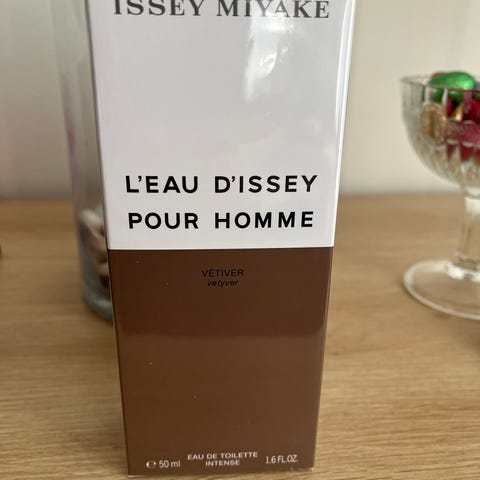 ISSEY MIYAKE
L'EAU D'ISSEY
POUR HOMME
VÉTIVER
vetyver
EAU DE TOILETTE
INTENSE
℮ 50 ml
1.6 FL.OZ.